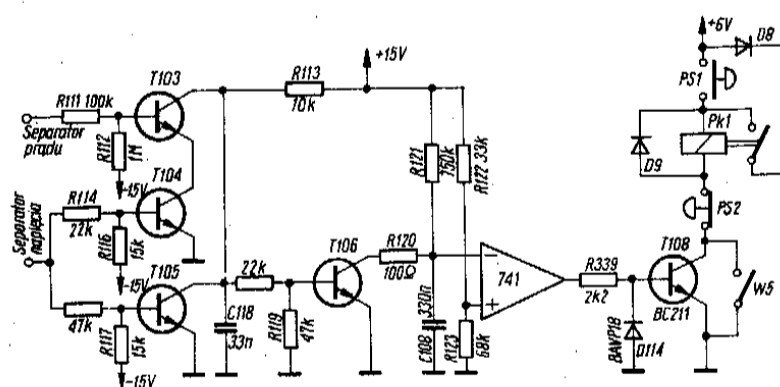 +6V
D8
+15V
PS1
T103
R113
10k
R111 100k
Separator
prądu
R112
1M
-15V
Pk1
D9
R121
250k
R122 33k
T104
R114
22k
Separator
napięcia
R116
15k
-15V
PS2
T105
22k
T106
R120
100Ω
-
741
+
R339
2k2
T108
BC211
W5
47k
R117
15k
-15V
C118
33n
R119
47k
330n
C108
R123
68k
BAVP18
D114